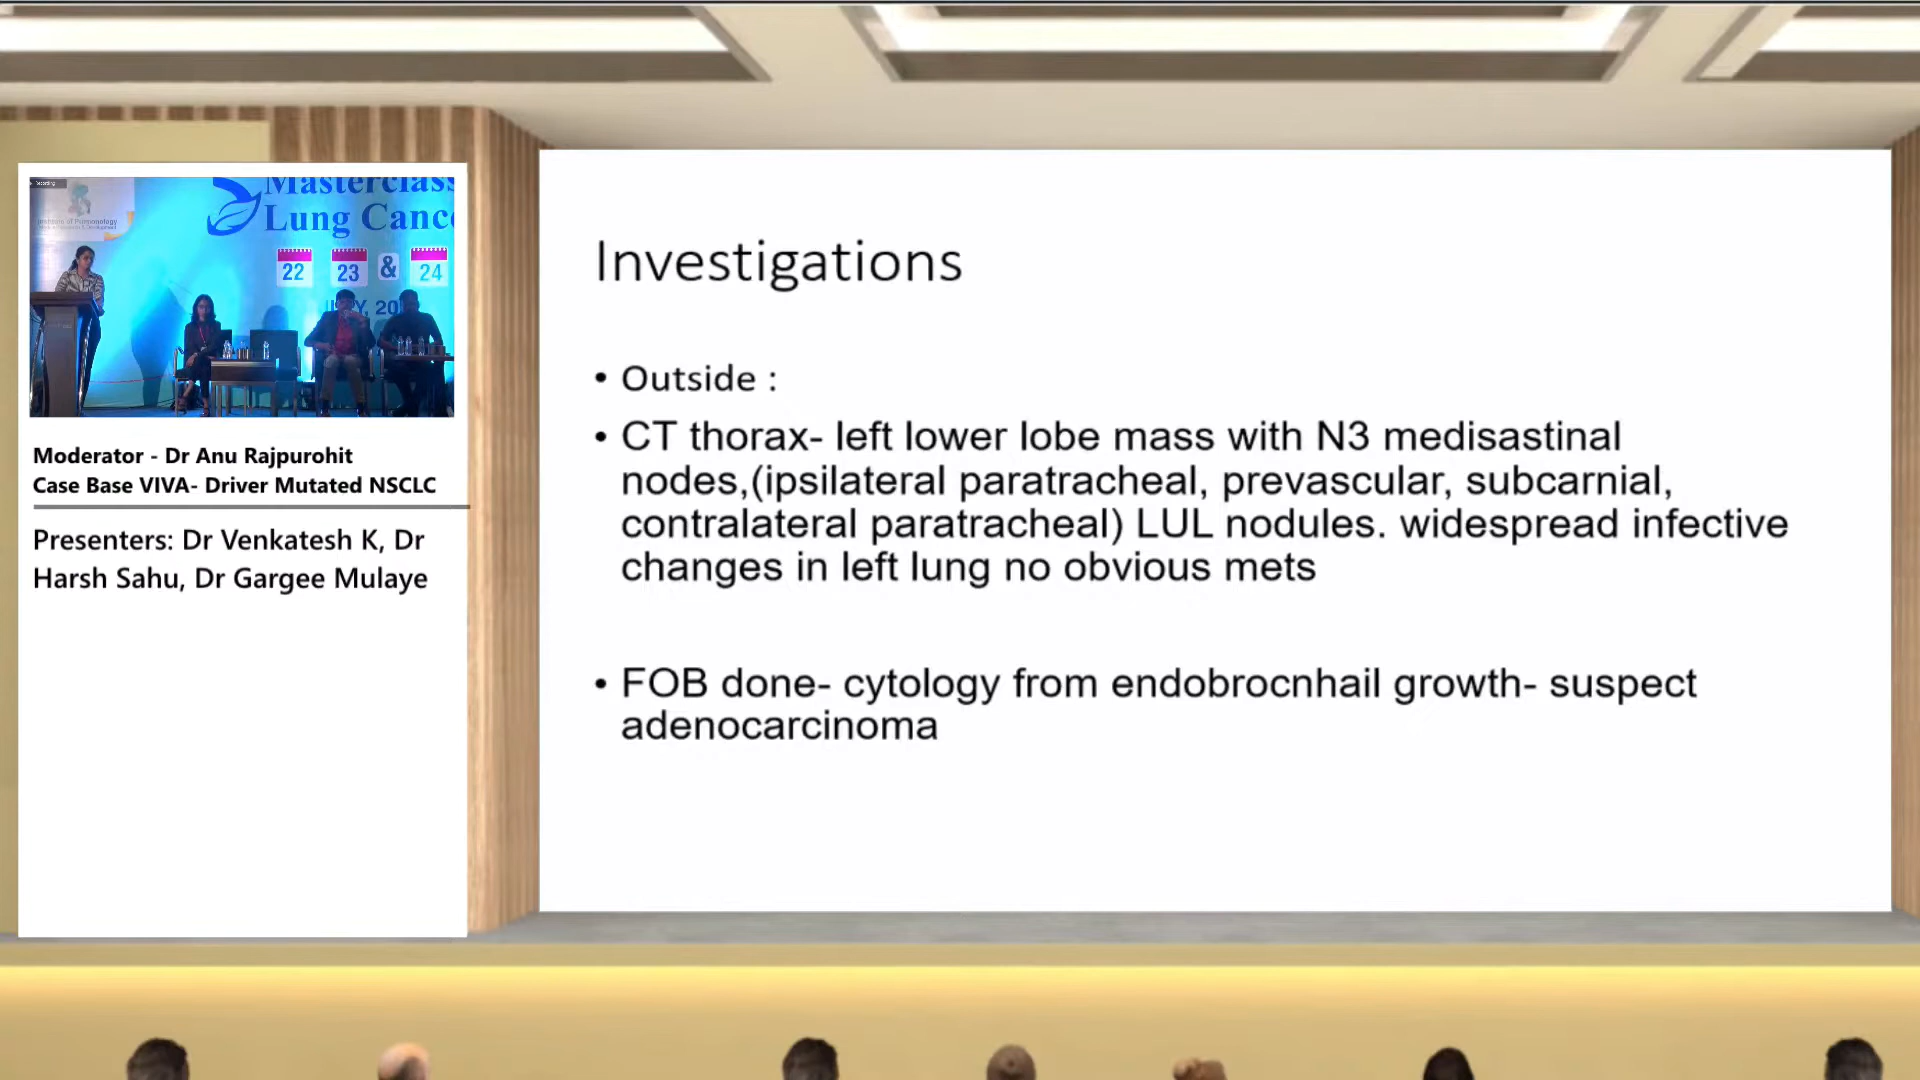 Recording
Masterclass
Lung Cance
22 23 & 24
Moderator - Dr Anu Rajpurohit
Case Base VIVA- Driver Mutated NSCLC
Presenters: Dr Venkatesh K, Dr
Harsh Sahu, Dr Gargee Mulaye
Investigations
• Outside :
• CT thorax- left lower lobe mass with N3 medisastinal
nodes,(ipsilateral paratracheal, prevascular, subcarnial,
contralateral paratracheal) LUL nodules. widespread infective
changes in left lung no obvious mets
• FOB done- cytology from endobrocnhail growth- suspect
adenocarcinoma